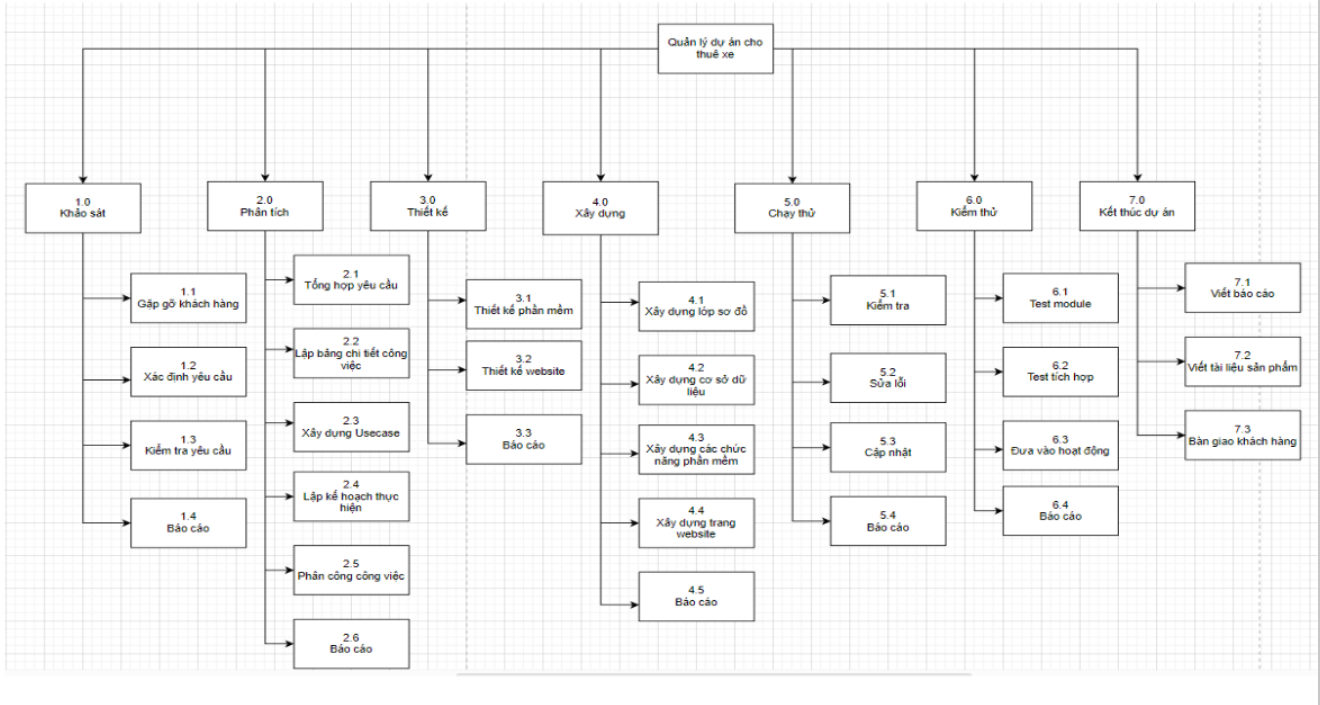 Quản lý dự án cho
thuê xe
1.0
Khảo sát
2.0
Phân tích
3.0
Thiết kế
4.0
Xây dựng
5.0
Chạy thử
6.0
Kiểm thử
7.0
Kết thúc dự án
1.1
Gặp gỡ khách hàng
1.2
Xác định yêu cầu
1.3
Kiểm tra yêu cầu
1.4
Báo cáo
2.1
Tổng hợp yêu cầu
2.2
Lập bảng chi tiết công
việc
2.3
Xây dựng Usecase
2.4
Lập kế hoạch thực
hiện
2.5
Phân công công việc
2.6
Báo cáo
3.1
Thiết kế phần mềm
3.2
Thiết kế website
3.3
Báo cáo
4.1
Xây dựng lớp sơ đồ
4.2
Xây dựng cơ sở dữ
liệu
4.3
Xây dựng các chức
năng phần mềm
4.4
Xây dựng trang
website
4.5
Báo cáo
5.1
Kiểm tra
5.2
Sửa lỗi
5.3
Cập nhật
5.4
Báo cáo
6.1
Test module
6.2
Test tích hợp
6.3
Đưa vào hoạt động
6.4
Báo cáo
7.1
Viết báo cáo
7.2
Viết tài liệu sản phẩm
7.3
Bàn giao khách hàng